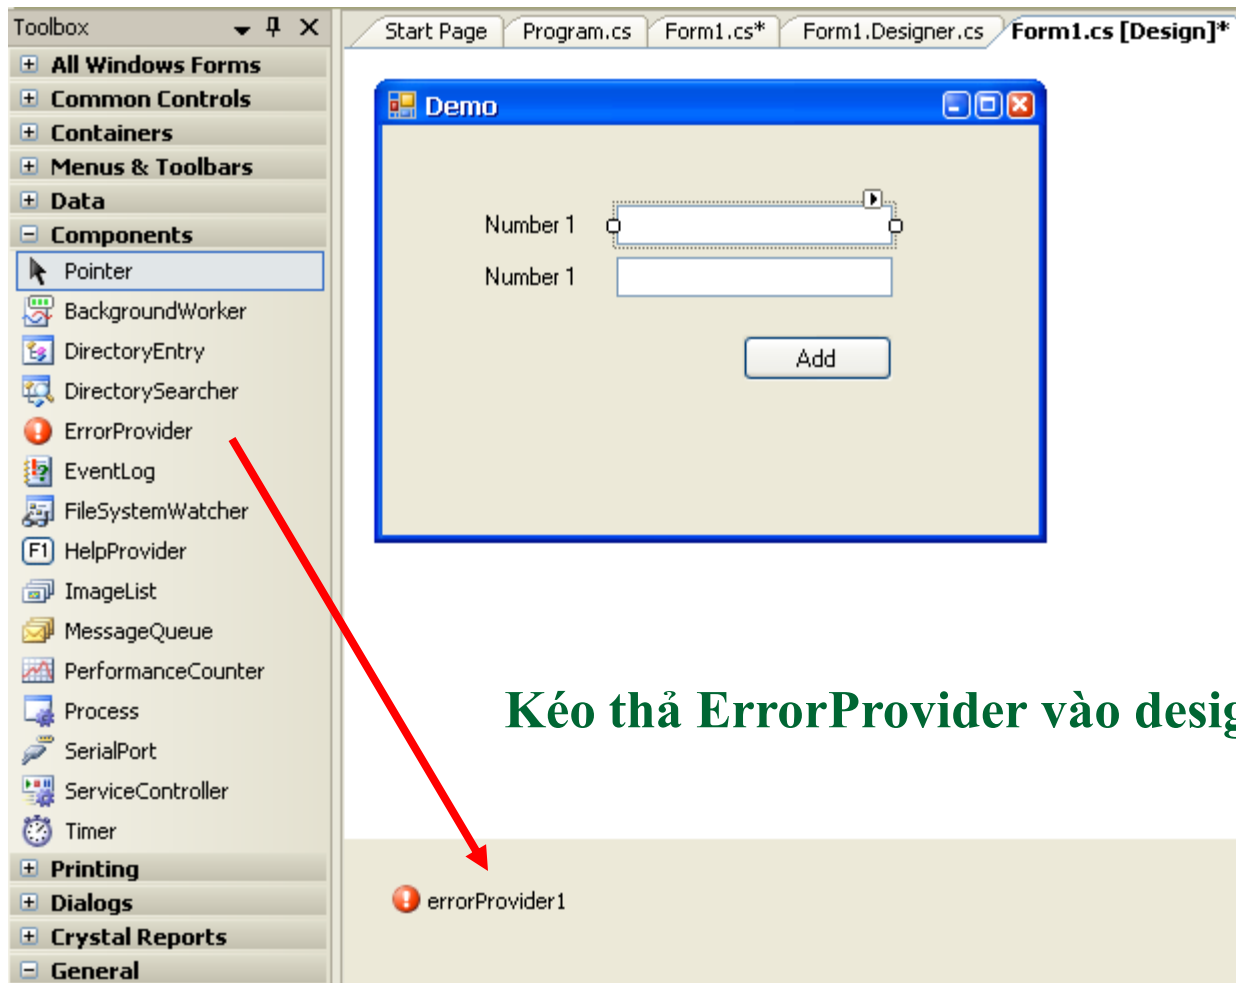 Toolbox
All Windows Forms
Common Controls
Containers
Menus & Toolbars
Data
Components
Pointer
BackgroundWorker
DirectoryEntry
DirectorySearcher
ErrorProvider
EventLog
FileSystemWatcher
F1 HelpProvider
ImageList
MessageQueue
PerformanceCounter
Process
SerialPort
ServiceController
Timer
Printing
Dialogs
Crystal Reports
General
Start Page Program.cs Form1.cs* Form1.Designer.cs Form1.cs [Design]*
Demo
Number 1
Number 1
Add
Kéo thả ErrorProvider vào
errorProvider1